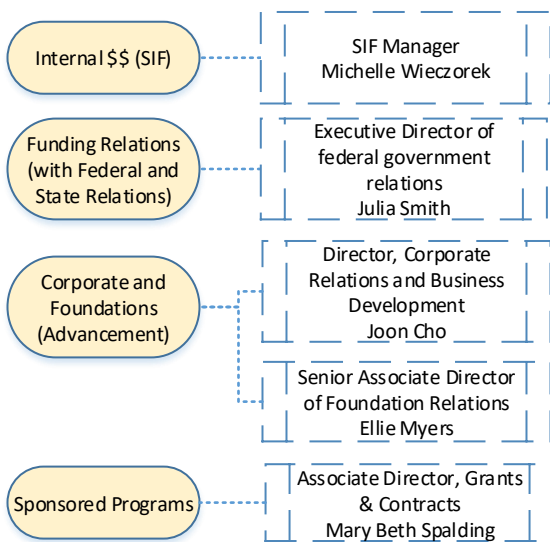 Internal $$ (SIF)
SIF Manager
Michelle Wieczorek
Funding Relations
(with Federal and
State Relations)
Executive Director of
federal government
relations
Julia Smith
Corporate and
Foundations
(Advancement)
Director, Corporate
Relations and Business
Development
Joon Cho
Senior Associate Director
of Foundation Relations
Ellie Myers
Sponsored Programs
Associate Director, Grants
& Contracts
Mary Beth Spalding